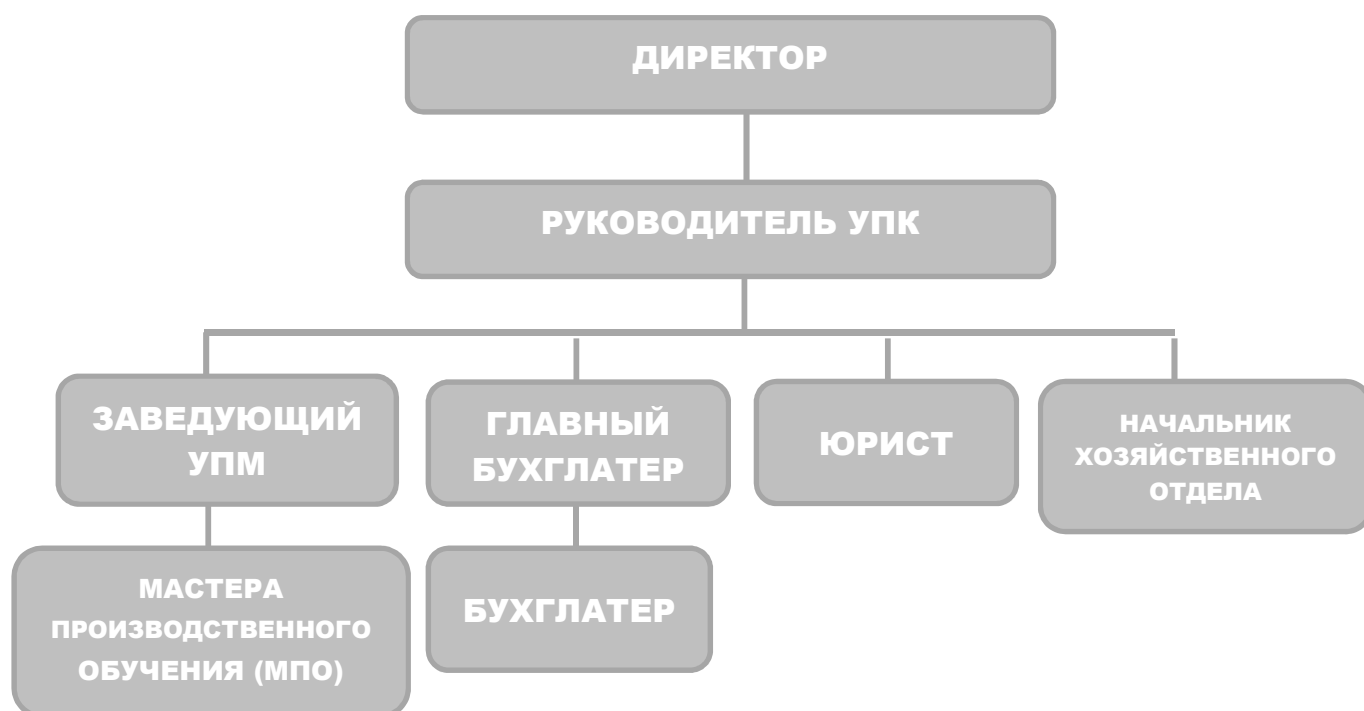 ДИРЕКТОР
РУКОВОДИТЕЛЬ УПК
ЗАВЕДУЮЩИЙ
УПМ
ГЛАВНЫЙ
БУХГЛАТЕР
ЮРИСТ
НАЧАЛЬНИК
ХОЗЯЙСТВЕННОГО
ОТДЕЛА
МАСТЕРА
ПРОИЗВОДСТВЕННОГО
ОБУЧЕНИЯ (МПО)
БУХГЛАТЕР